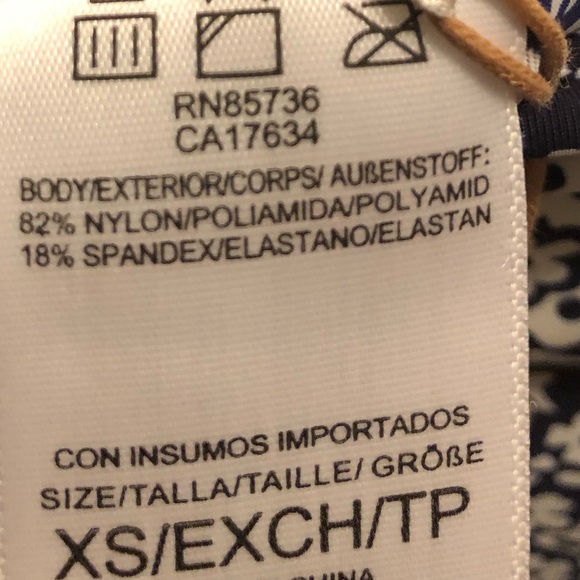 RN85736
CA17634
BODY/EXTERIOR/CORPS/ AUßENSTOFF:
82% NYLON/POLIAMIDA/POLYAMID
18% SPANDEX/ELASTANO/ELASTAN
CON INSUMOS IMPORTADOS
SIZE/TALLA/TAILLE/ GRÖßE
XS/EXCH/TP
CHINA